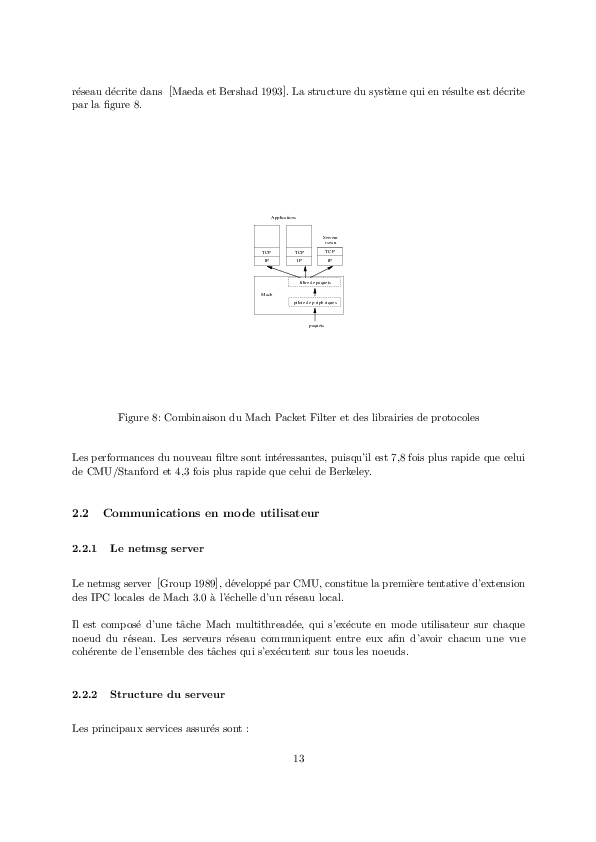 réseau décrite dans [Maeda et Bershad 1993]. La structure du système qui en résulte est décrite
par la figure 8.
Applications
Serveur
réseau
TCP TCP TCP
IP IP IP
filtre de paquets
Mach
pilote de périphériques
paquets
Figure 8: Combinaison du Mach Packet Filter et des librairies de protocoles
Les performances du nouveau filtre sont intéressantes, puisqu'il est 7,8 fois plus rapide que celui
de CMU/Stanford et 4,3 fois plus rapide que celui de Berkeley.
2.2 Communications en mode utilisateur
2.2.1 Le netmsg server
Le netmsg server [Group 1989], développé par CMU, constitue la première tentative d'extension
des IPC locales de Mach 3.0 à l'échelle d'un réseau local.
Il est composé d'une tâche Mach multithreadée, qui s'exécute en mode utilisateur sur chaque
noeud du réseau. Les serveurs réseau communiquent entre eux afin d'avoir chacun une vue
cohérente de l'ensemble des tâches qui s'exécutent sur tous les noeuds.
2.2.2 Structure du serveur
Les principaux services assurés sont :
13